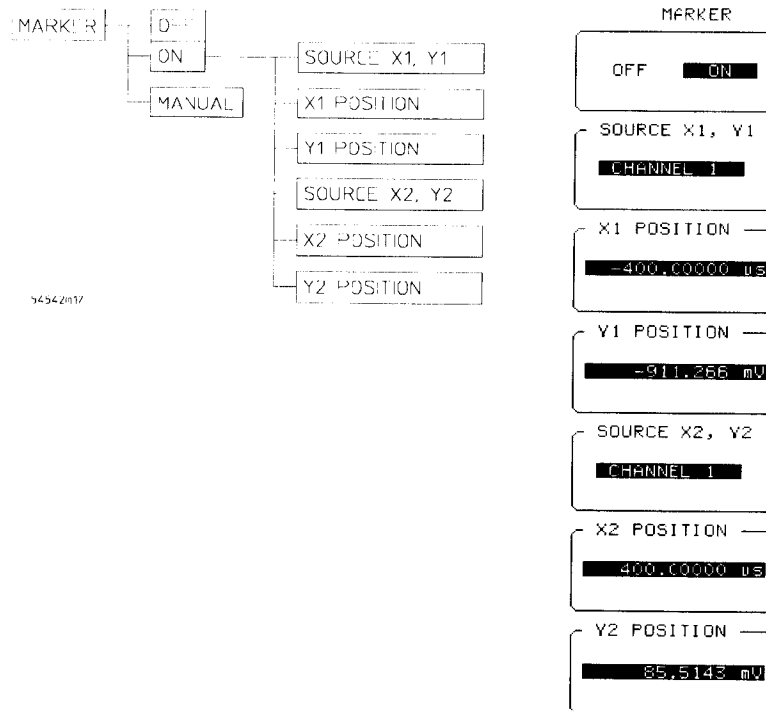 MARKER
OFF
ON
MANUAL
SOURCE X1, Y1
X1 POSITION
Y1 POSITION
SOURCE X2, Y2
X2 POSITION
Y2 POSITION
54542m17
MARKER
OFF ON
SOURCE X1, Y1
CHANNEL 1
X1 POSITION
-400.00000 us
Y1 POSITION
-911.266 mV
SOURCE X2, Y2
CHANNEL 1
X2 POSITION
400.00000 us
Y2 POSITION
85.5143 mV